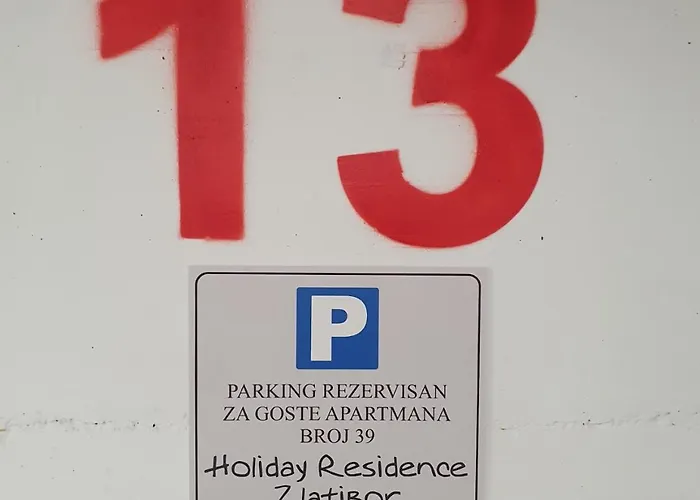 13
P
PARKING REZERVISAN
ZA GOSTE APARTMANA
BROJ 39
Holiday Residence
Zlatibor